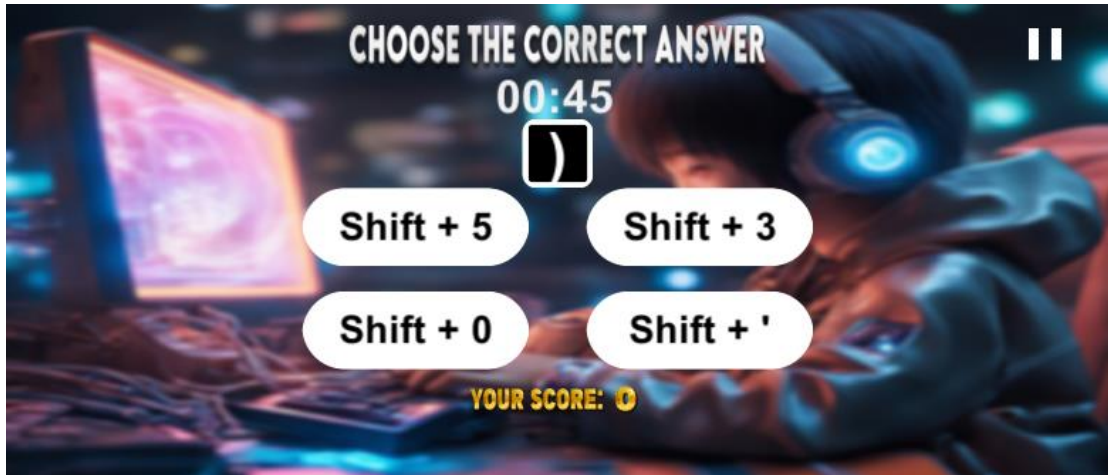 CHOOSE THE CORRECT ANSWER
00:45
)
Shift + 5
Shift + 3
Shift + 0
Shift + '
YOUR SCORE: 0